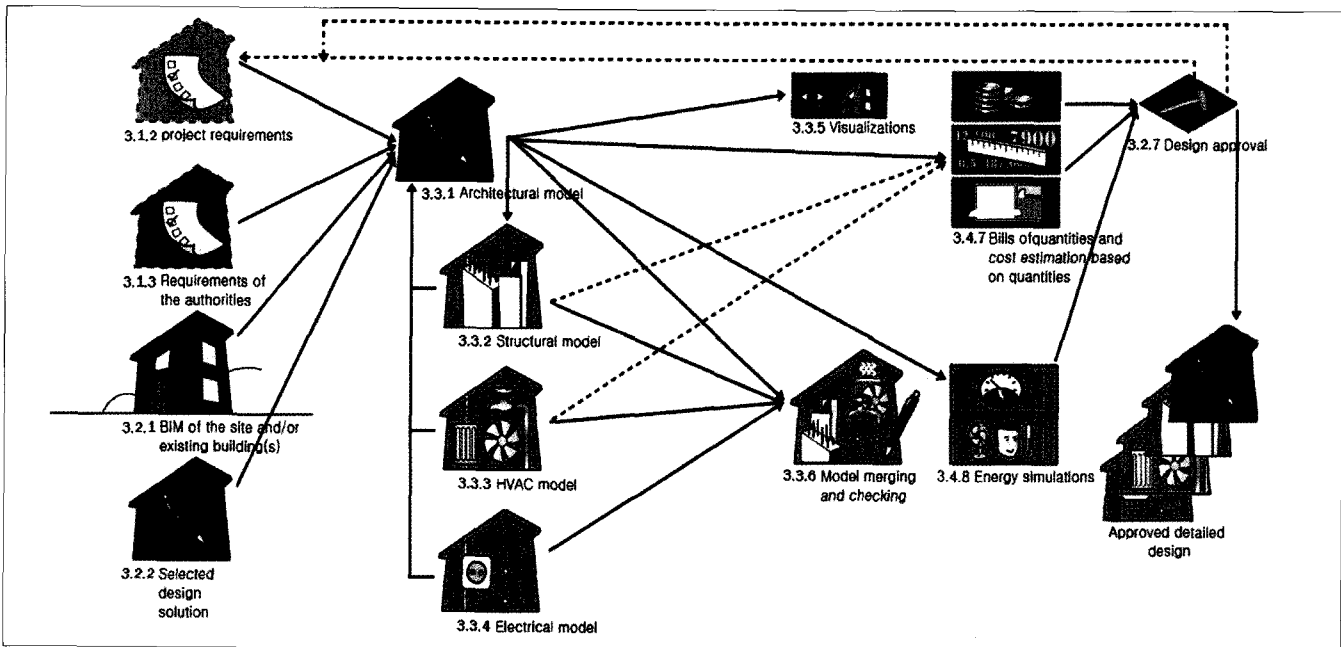 3.1.2 project requirements
3.1.3 Requirements of
the authorities
3.2.1 BIM of the site and/or
existing building(s)
3.2.2 Selected
design
solution
3.3.1 Architectural model
3.3.2 Structural model
3.3.3 HVAC model
3.3.4 Electrical model
3.3.5 Visualizations
3.3.6 Model merging
and checking
7900
3.4.7 Bills ofquantities and
cost estimation based
on quantities
3.4.8 Energy simulations
3.2.7 Design approval
Approved detailed
design